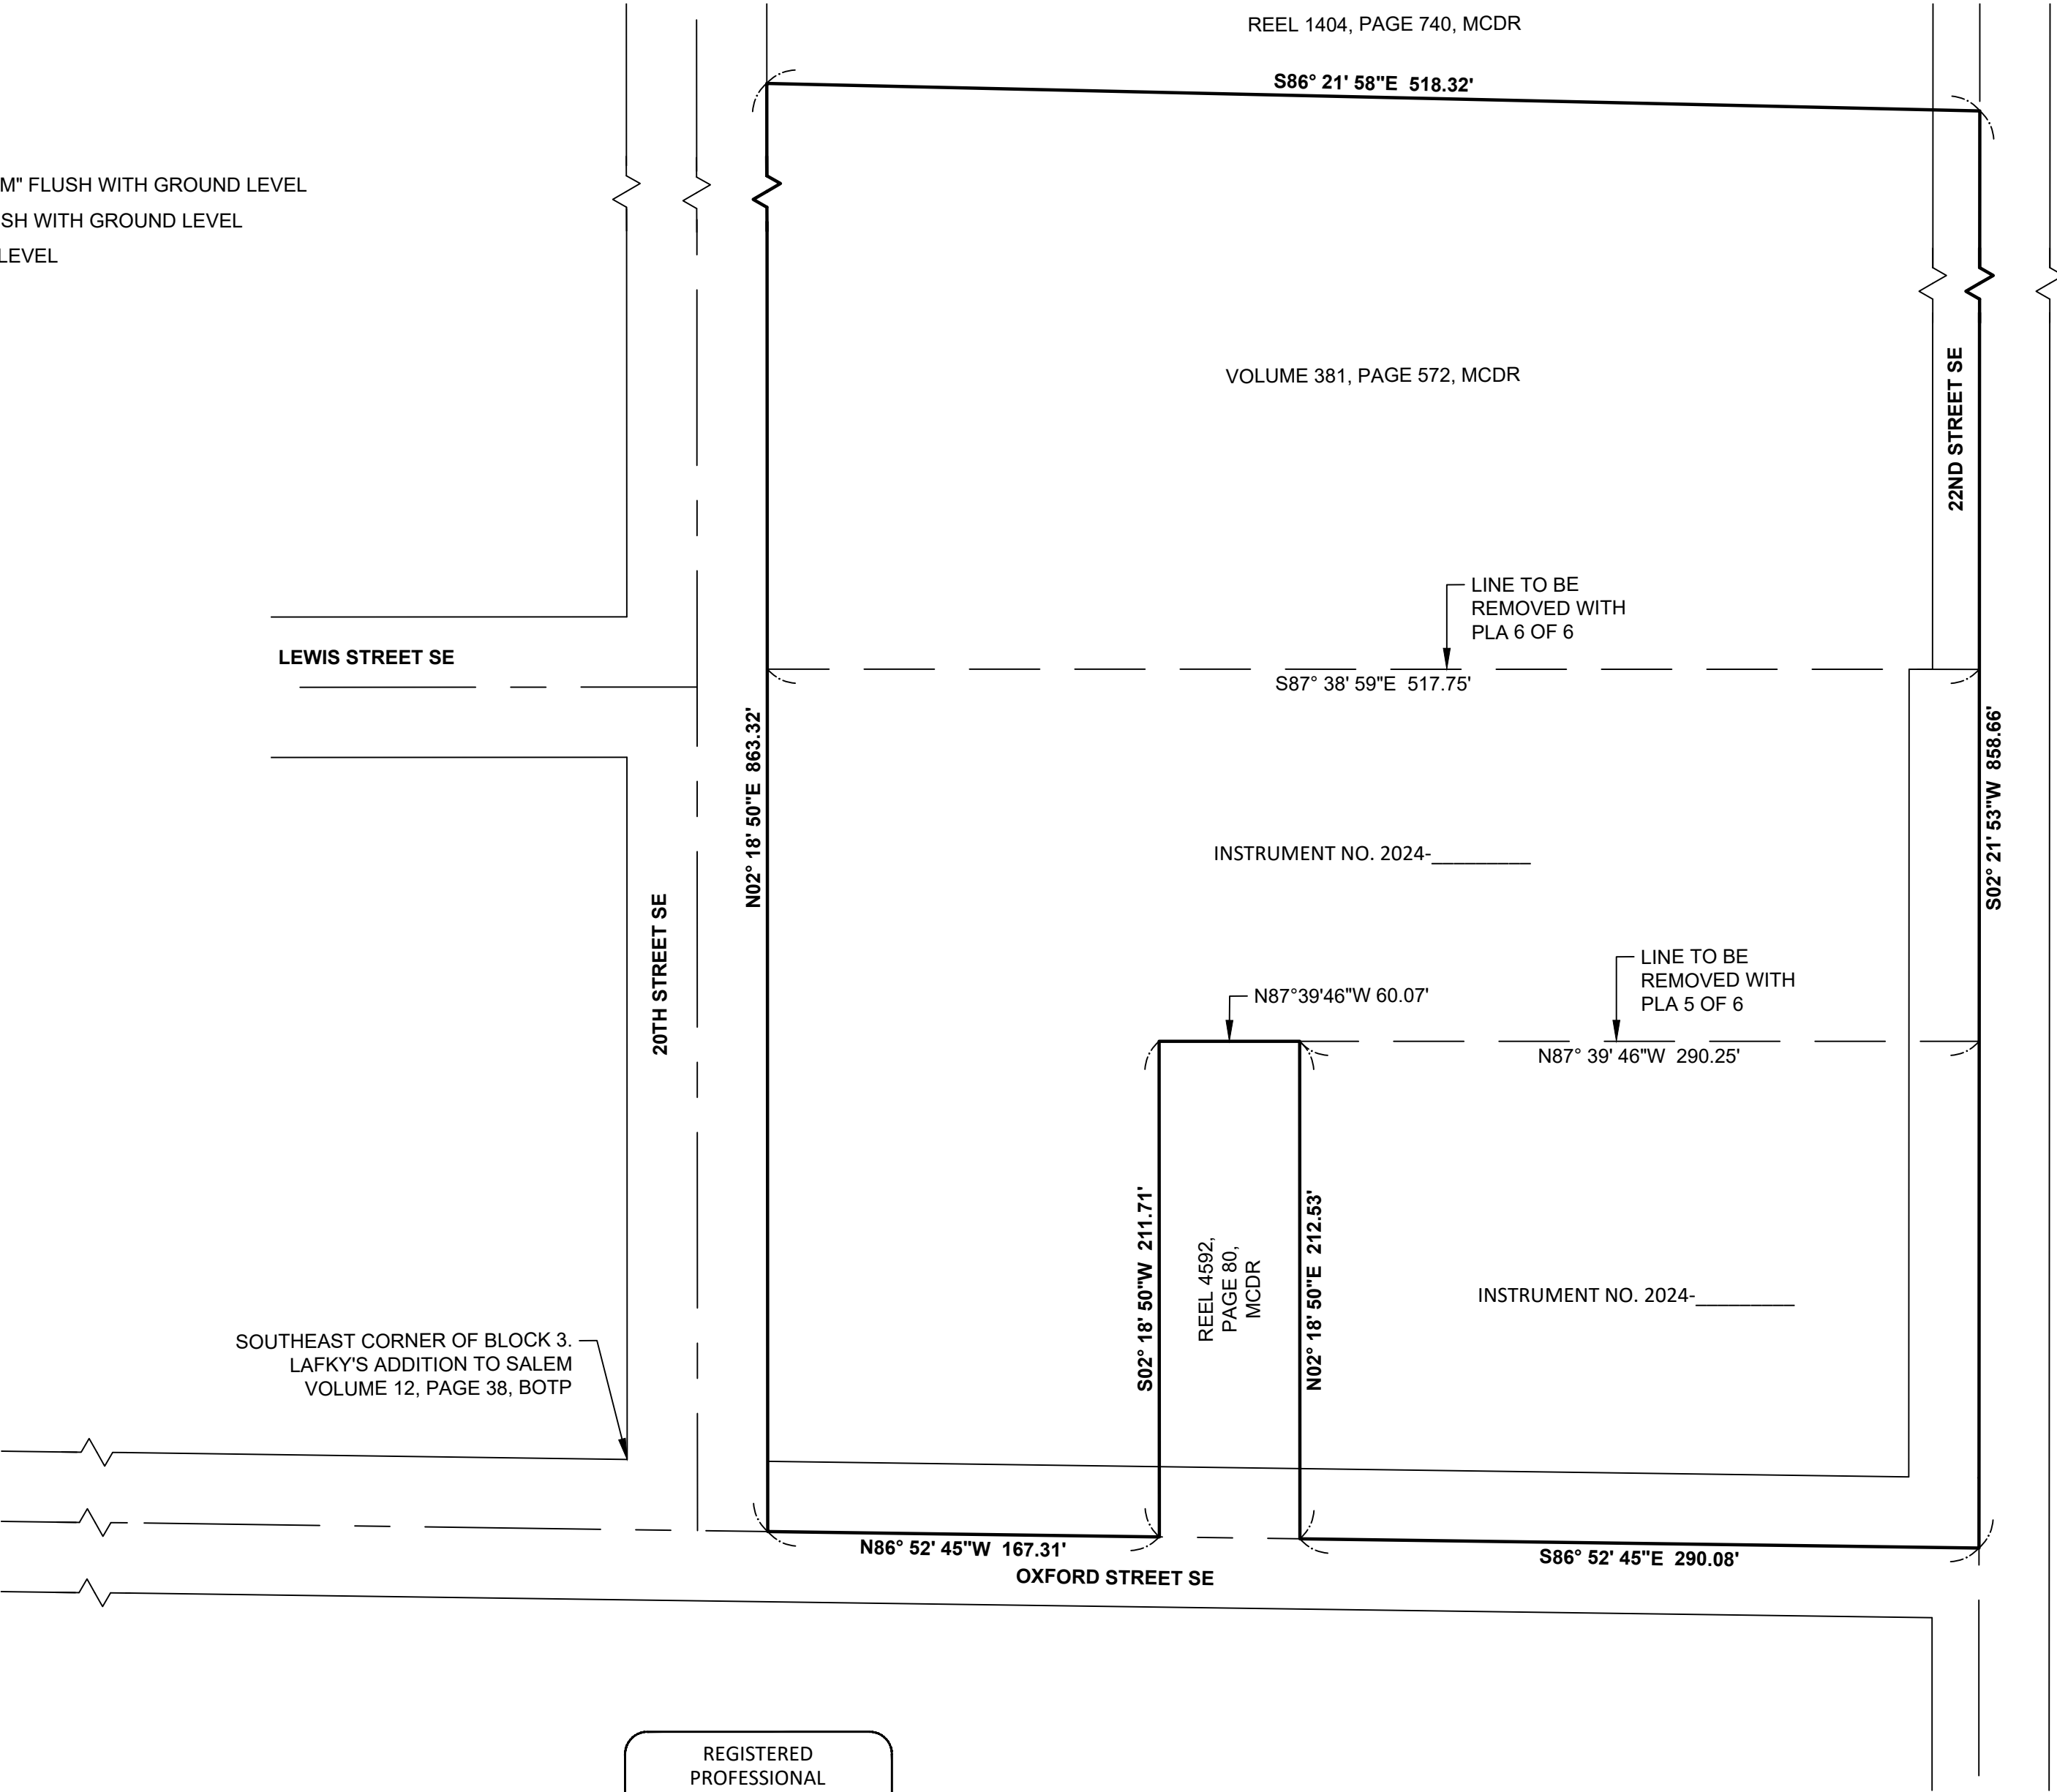 REEL 1404, PAGE 740, MCDR
S86° 21' 58"E 518.32'
M" FLUSH WITH GROUND LEVEL
SH WITH GROUND LEVEL
LEVEL
VOLUME 381, PAGE 572, MCDR
22ND STREET SE
LINE TO BE
REMOVED WITH
PLA 6 OF 6
LEWIS STREET SE
S87° 38' 59"E 517.75'
N02° 18' 50"E 863.32'
S02° 21' 53"W 858.66'
INSTRUMENT NO. 2024-_________
20TH STREET SE
LINE TO BE
REMOVED WITH
PLA 5 OF 6
N87°39'46"W 60.07'
N87° 39' 46"W 290.25'
S02° 18' 50"W 211.71'
REEL 4592,
PAGE 80,
MCDR
N02° 18' 50"E 212.53'
INSTRUMENT NO. 2024-_________
SOUTHEAST CORNER OF BLOCK 3.
LAFKY'S ADDITION TO SALEM
VOLUME 12, PAGE 38, BOTP
N86° 52' 45"W 167.31'
S86° 52' 45"E 290.08'
OXFORD STREET SE
REGISTERED
PROFESSIONAL